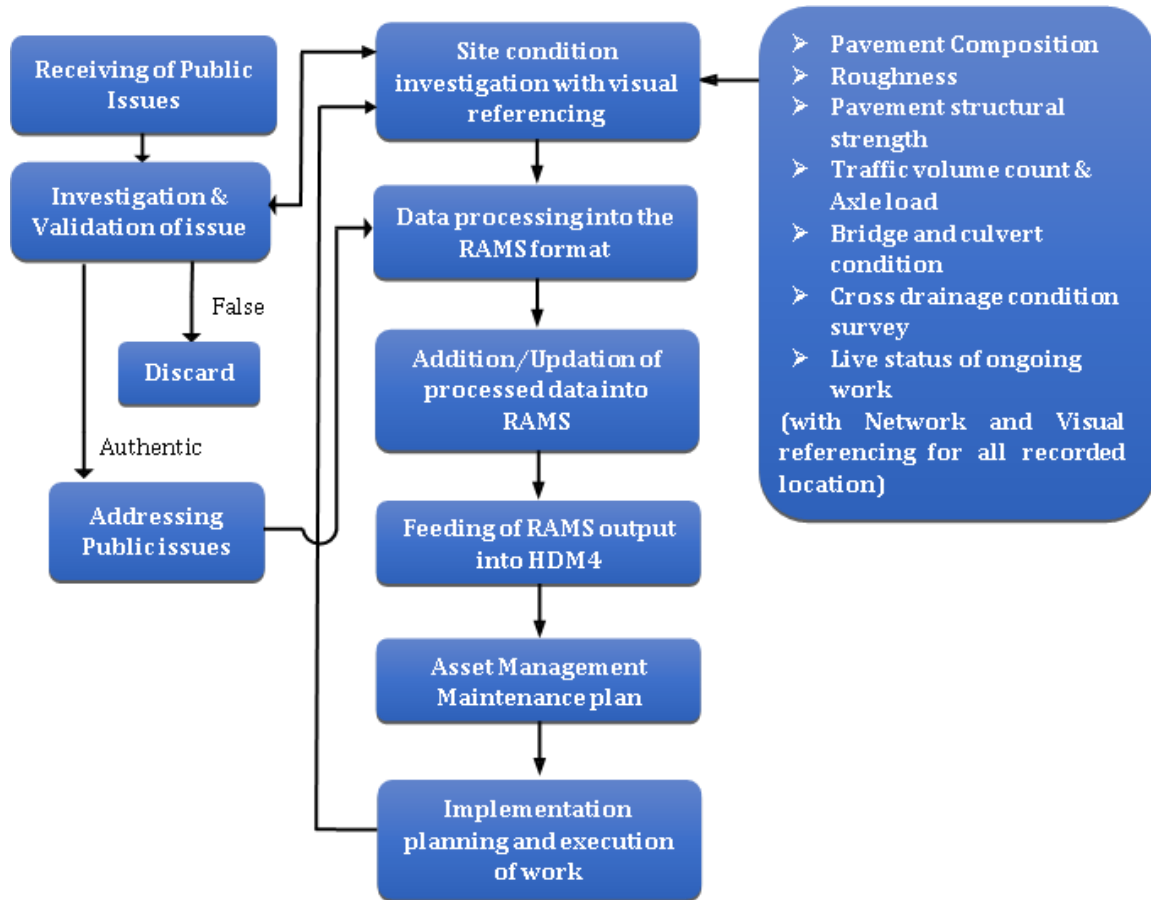 Receiving of Public
Issues
Investigation &
Validation of issue
False
Discard
Authentic
Addressing
Public issues
Site condition
investigation with visual
referencing
Data processing into the
RAMS format
Addition/Updation of
processed data into
RAMS
Feeding of RAMS output
into HDM4
Asset Management
Maintenance plan
Implementation
planning and execution
of work
➢ Pavement Composition
➢ Roughness
➢ Pavement structural
strength
➢ Traffic volume count &
Axle load
➢ Bridge and culvert
condition
➢ Cross drainage condition
survey
➢ Live status of ongoing
work
(with Network and Visual
referencing for all recorded
location)